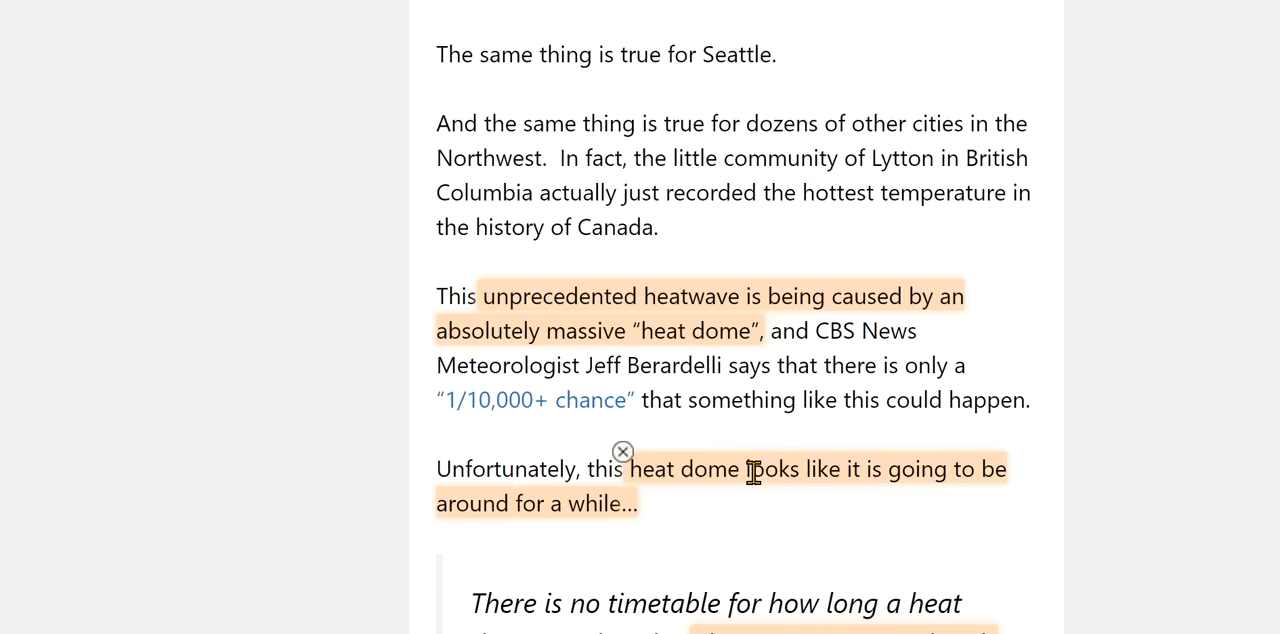 The same thing is true for Seattle.
And the same thing is true for dozens of other cities in the
Northwest.  In fact, the little community of Lytton in British
Columbia actually just recorded the hottest temperature in
the history of Canada.
This unprecedented heatwave is being caused by an
absolutely massive “heat dome”, and CBS News
Meteorologist Jeff Berardelli says that there is only a
“1/10,000+ chance” that something like this could happen.
Unfortunately, this heat dome looks like it is going to be
around for a while…
There is no timetable for how long a heat